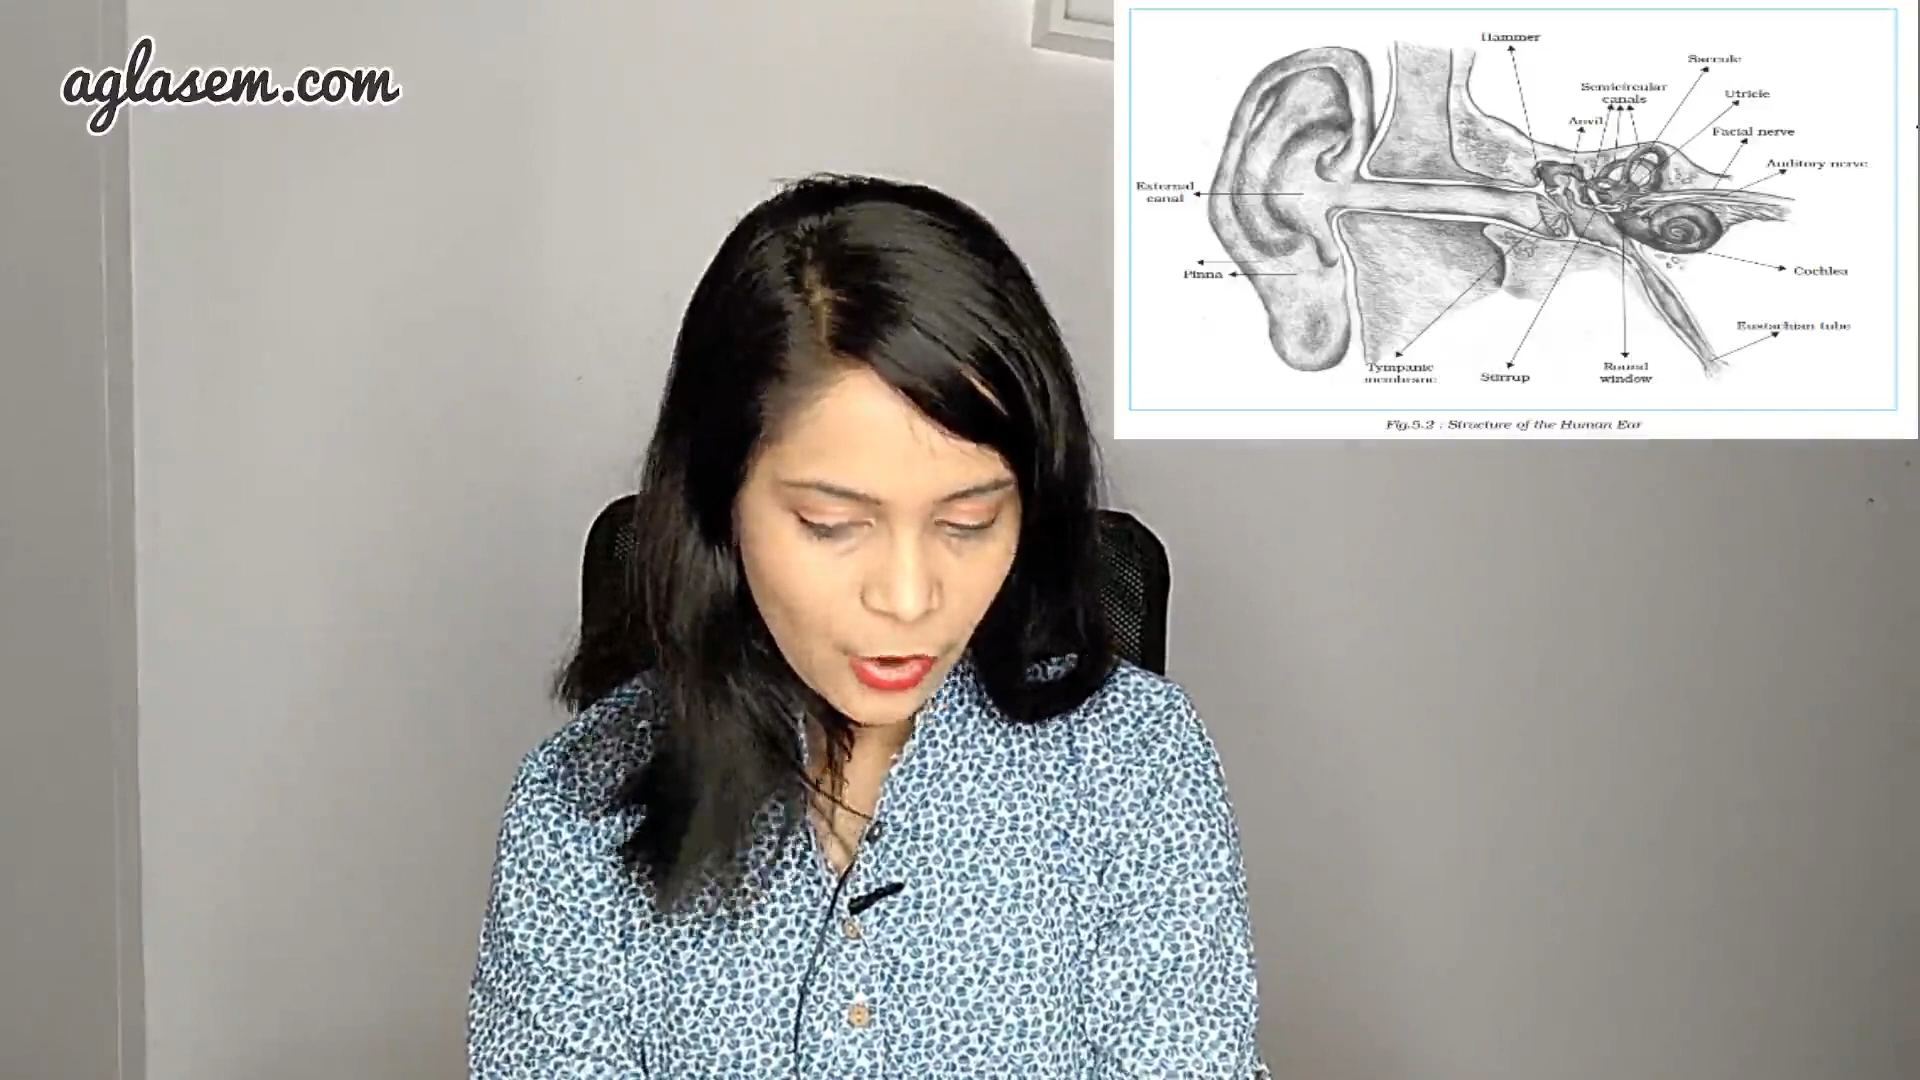 aglasem.com
Hammer
Saccule
Semicircular
canals
Utricle
Anvil
Facial nerve
Auditory nerve
External
canal
Pinna
Cochlea
Eustachian tube
Tympanic
membrane
Stirrup
Round
window
Fig.5.2 : Structure of the Human Ear